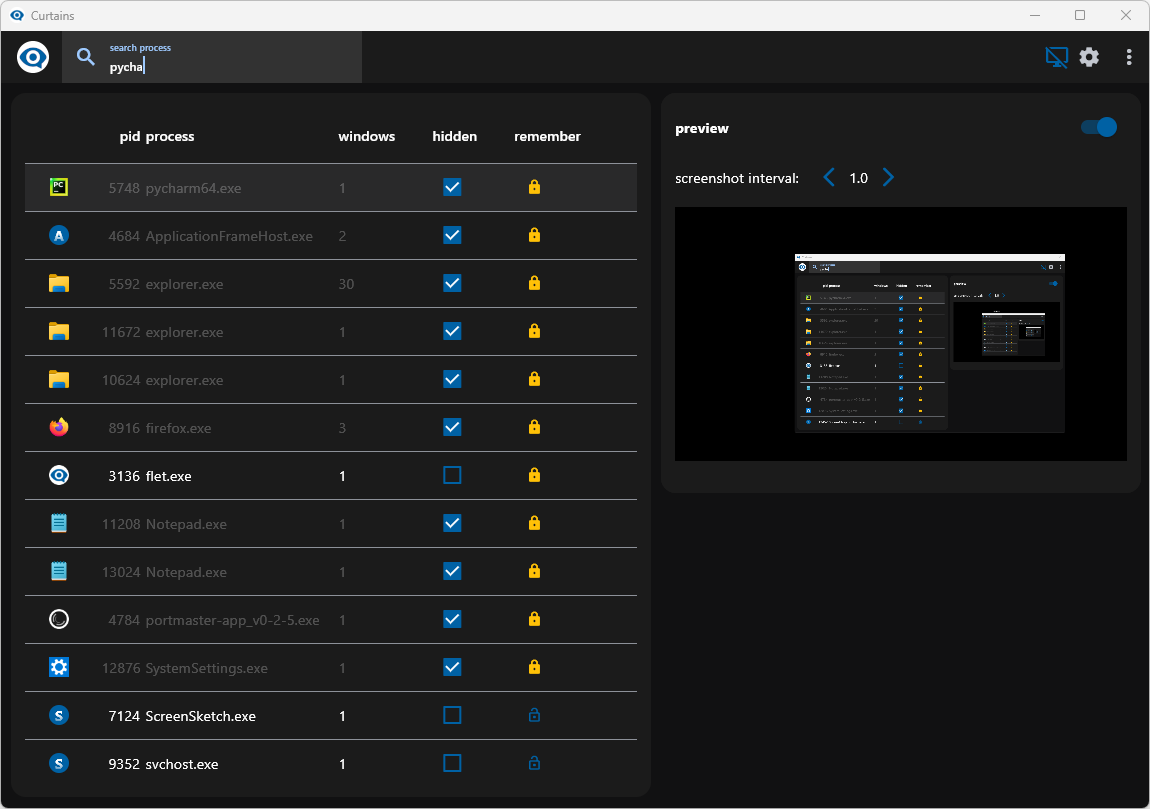 Curtains
search process
pycha
pid process windows hidden remember
PC 5748 pycharm64.exe 1
A 4684 ApplicationFrameHost.exe 2
5592 explorer.exe 30
11672 explorer.exe 1
10624 explorer.exe 1
8916 firefox.exe 3
3136 flet.exe 1
11208 Notepad.exe 1
13024 Notepad.exe 1
4784 portmaster-app_v0-2-5.exe 1
12876 SystemSettings.exe 1
S 7124 ScreenSketch.exe 1
S 9352 svchost.exe 1
preview
screenshot interval: 1.0